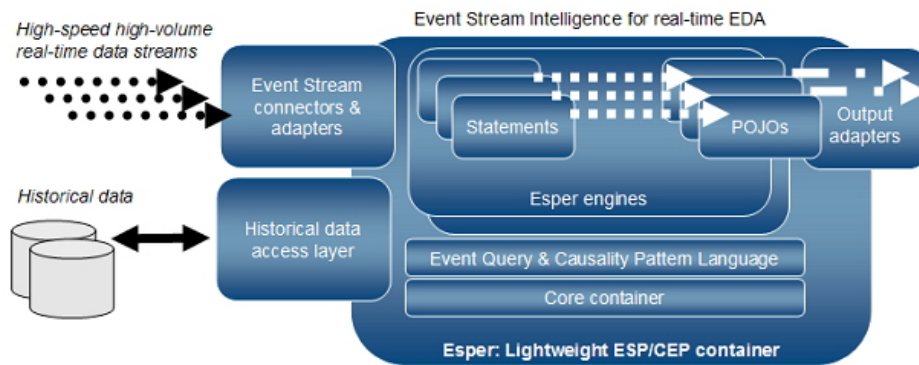 Event Stream Intelligence for real-time EDA
High-speed high-volume
real-time data streams
Event Stream
connectors &
adapters
Statements
POJOs
Output
adapters
Esper engines
Historical data
Historical data
access layer
Event Query & Causality Pattern Language
Core container
Esper: Lightweight ESP/CEP container